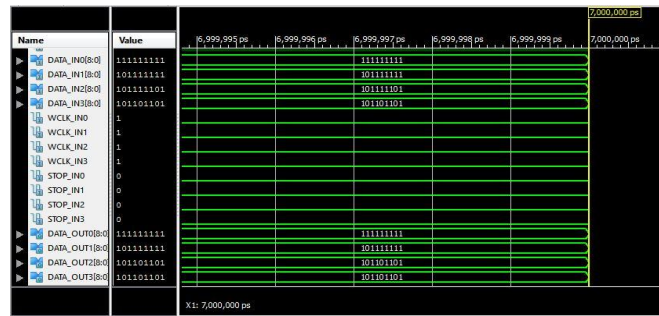 7,000,000 ps
Name Value 6,999,995 ps 6,999,996 ps 6,999,997 ps 6,999,998 ps 6,999,999 ps 7,000,000 ps
DATA_IN0[8:0] 111111111 111111111
DATA_IN1[8:0] 101111111 101111111
DATA_IN2[8:0] 101111101 101111101
DATA_IN3[8:0] 101101101 101101101
WCLK_IN0 1
WCLK_IN1 1
WCLK_IN2 1
WCLK_IN3 1
STOP_IN0 0
STOP_IN1 0
STOP_IN2 0
STOP_IN3 0
DATA_OUT0[8:0] 111111111 111111111
DATA_OUT1[8:0] 101111111 101111111
DATA_OUT2[8:0] 101101101 101101101
DATA_OUT3[8:0] 101101101 101101101
X1: 7,000,000 ps